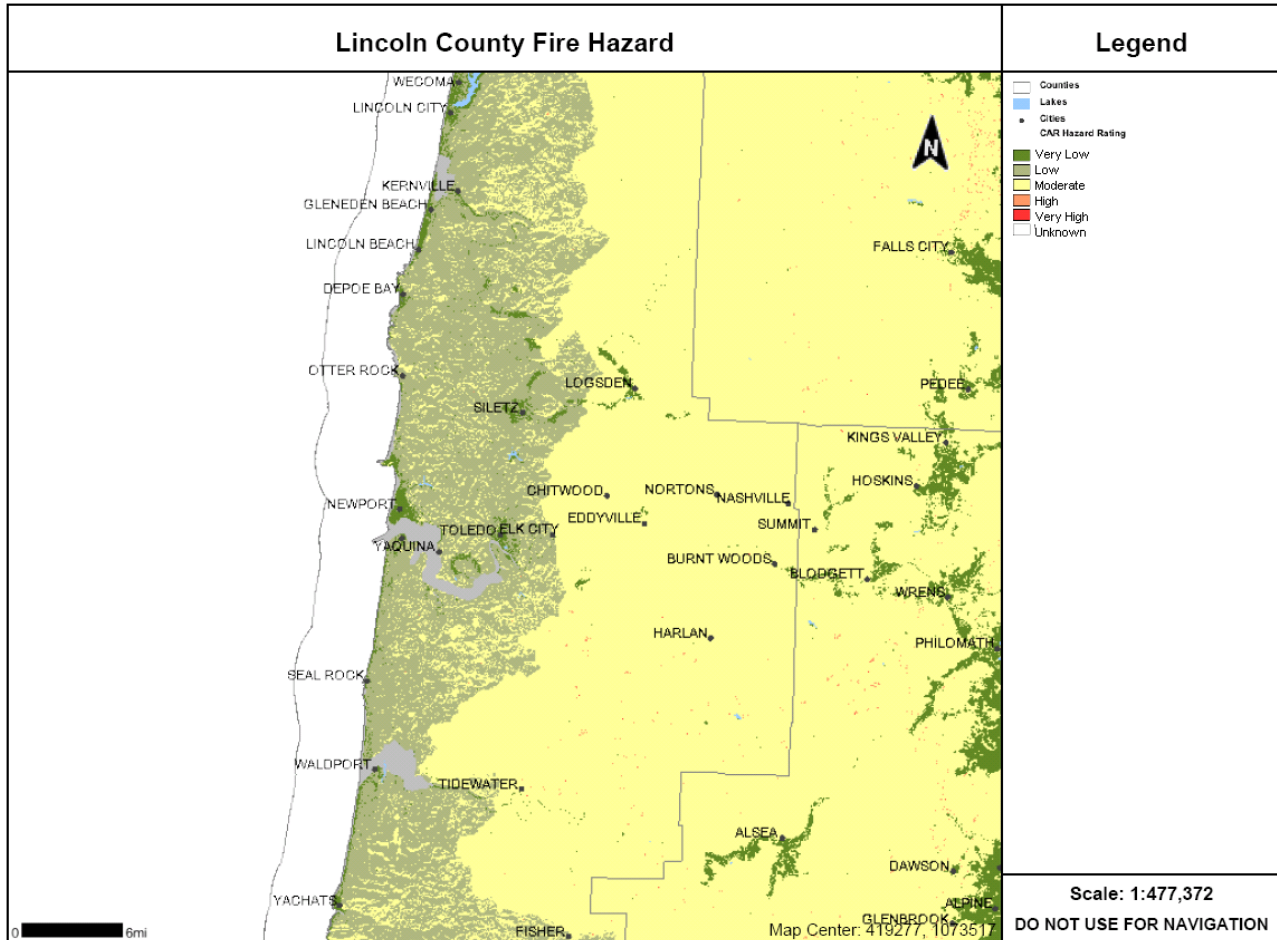 Lincoln County Fire Hazard
Legend
Counties
Lakes
Cities
CAR Hazard Rating
Very Low
Low
Moderate
High
Very High
Unknown
N
WECOMA
LINCOLN CITY
KERNVILLE
GLENEDEN BEACH
LINCOLN BEACH
FALLS CITY
DEPOE BAY
OTTER ROCK
LOGSDEN
PEDEE
SILETZ
KINGS VALLEY
HOSKINS
CHITWOOD
NORTONS
NASHVILLE
NEWPORT
EDDYVILLE
SUMMIT
TOLEDO
ELK CITY
YAQUINA
BURNT WOODS
BLODGETT
WRENS
HARLAN
PHILOMATH
SEAL ROCK
WALDPORT
TIDEWATER
ALSEA
DAWSON
YACHATS
ALPINE
GLENBROOK
FISHER
0 6mi
Map Center: 419277, 1073517
Scale: 1:477,372
DO NOT USE FOR NAVIGATION